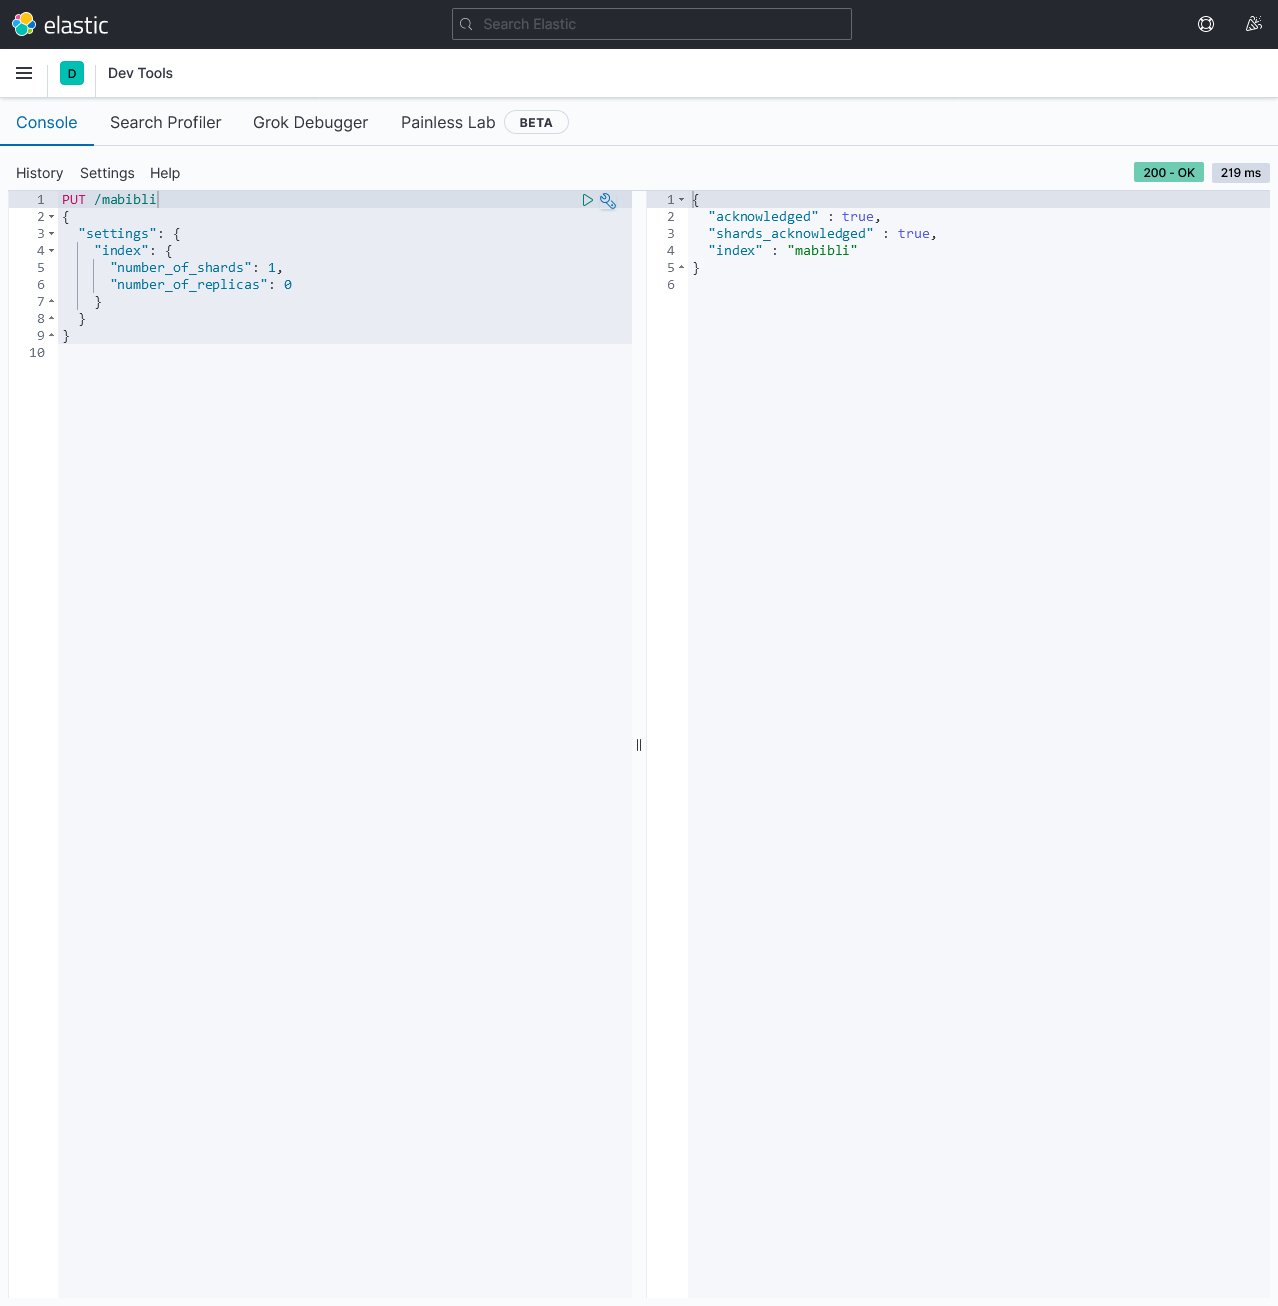 elastic
Search Elastic
D
Dev Tools
Console Search Profiler Grok Debugger Painless Lab BETA
History Settings Help
200 - OK 219 ms
1 PUT /mabibli
2 {
3 "settings": {
4 "index": {
5 "number_of_shards": 1,
6 "number_of_replicas": 0
7 }
8 }
9 }
10
1 {
2 "acknowledged" : true,
3 "shards_acknowledged" : true,
4 "index" : "mabibli"
5 }
6